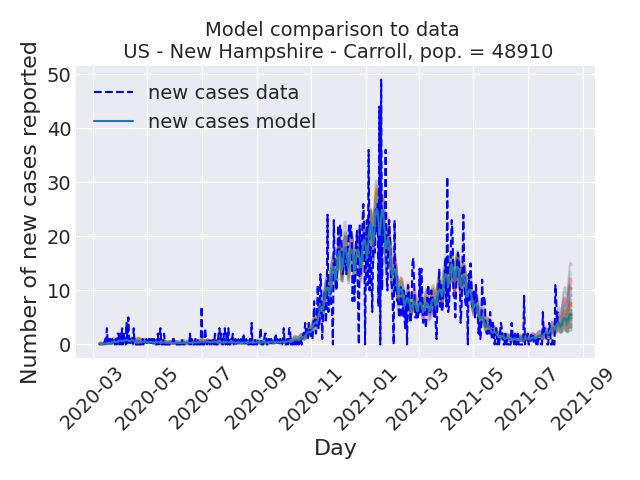 Model comparison to data
US - New Hampshire - Carroll, pop. = 48910
Number of new cases reported
50
40
30
20
10
0
new cases data
new cases model
2020-03
2020-05
2020-07
2020-09
2020-11
2021-01
2021-03
2021-05
2021-07
2021-09
Day